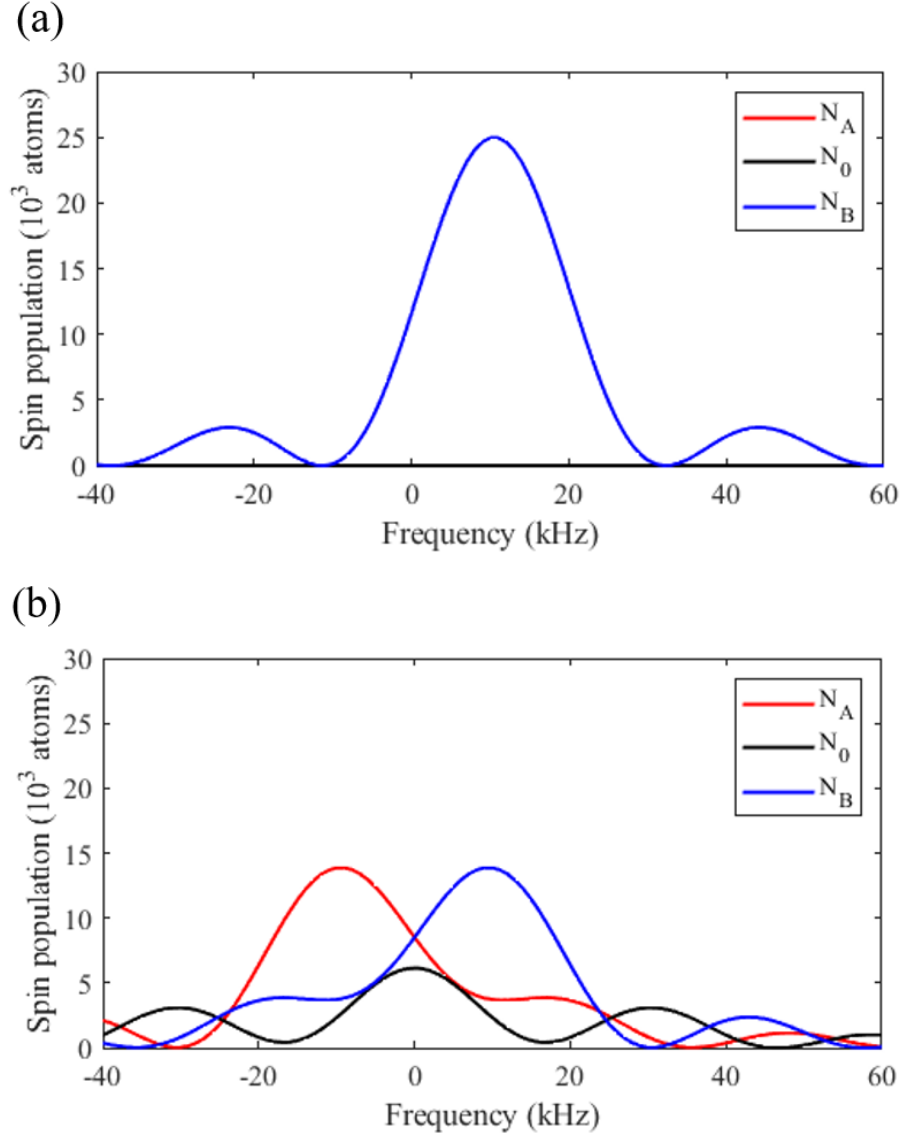 (a)
30
25
20
15
10
5
0
Spin population (10³ atoms)
N_A
N_0
N_B
-40 -20 0 20 40 60
Frequency (kHz)
(b)
30
25
20
15
10
5
0
Spin population (10³ atoms)
N_A
N_0
N_B
-40 -20 0 20 40 60
Frequency (kHz)